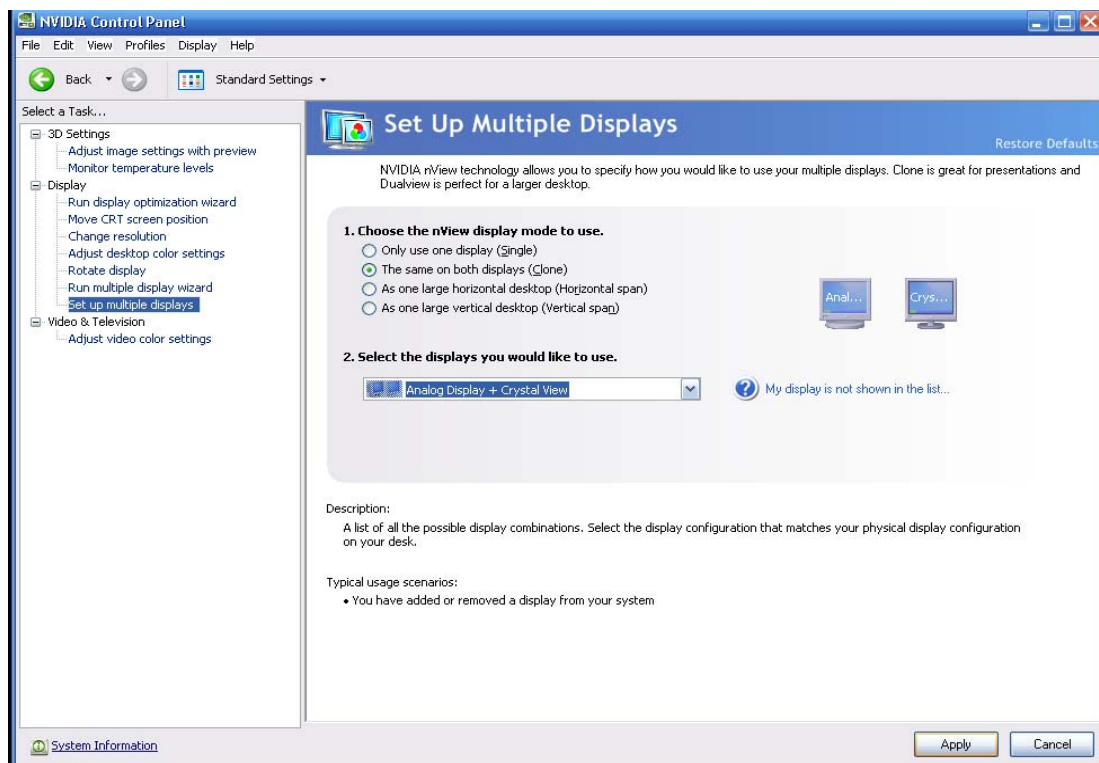 NVIDIA Control Panel
File Edit View Profiles Display Help
Back Standard Settings
Select a Task...
3D Settings
Adjust image settings with preview
Monitor temperature levels
Display
Run display optimization wizard
Move CRT screen position
Change resolution
Adjust desktop color settings
Rotate display
Run multiple display wizard
Set up multiple displays
Video & Television
Adjust video color settings
System Information
Set Up Multiple Displays
Restore Defaults
NVIDIA nView technology allows you to specify how you would like to use your multiple displays. Clone is great for presentations and
Dualview is perfect for a larger desktop.
1. Choose the nView display mode to use.
Only use one display (Single)
The same on both displays (Clone)
As one large horizontal desktop (Horizontal span)
As one large vertical desktop (Vertical span)
Anal... Crys...
2. Select the displays you would like to use.
Analog Display + Crystal View
My display is not shown in the list...
Description:
A list of all the possible display combinations. Select the display configuration that matches your physical display configuration
on your desk.
Typical usage scenarios:
• You have added or removed a display from your system
Apply Cancel